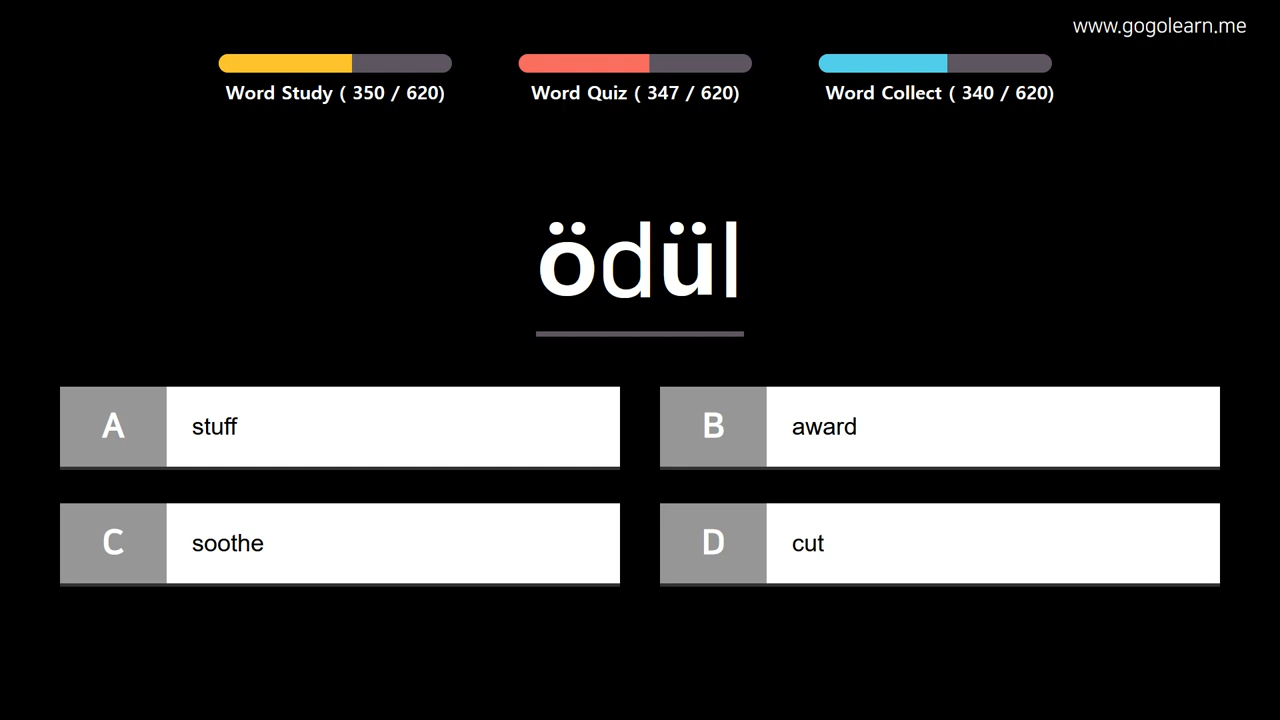 www.gogolearn.me
Word Study ( 350 / 620)
Word Quiz ( 347 / 620)
Word Collect ( 340 / 620)
ödül
A stuff
B award
C soothe
D cut